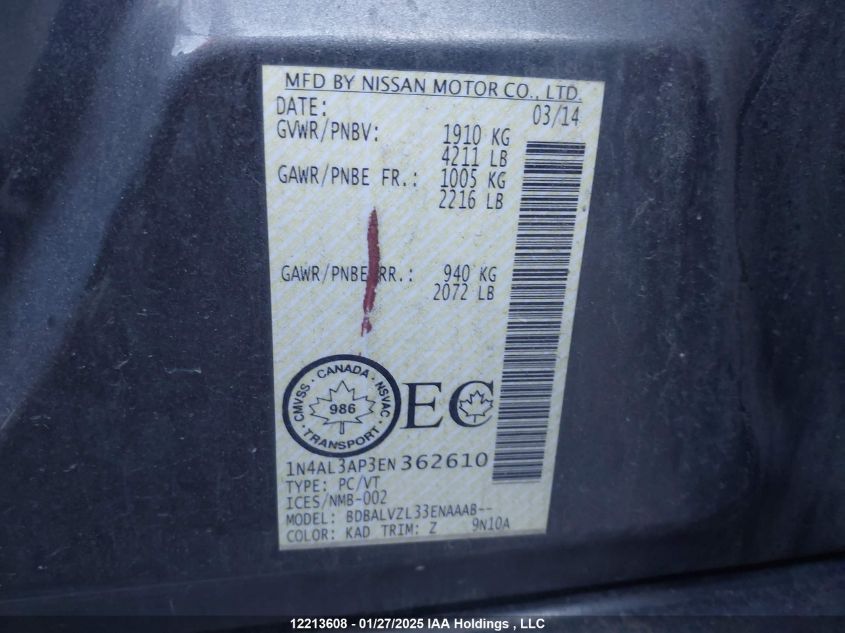 MFD BY NISSAN MOTOR CO., LTD.
DATE: 03/14
GVWR/PNBV: 1910 KG
4211 LB
GAWR/PNBE FR.: 1005 KG
2216 LB
GAWR/PNBE RR.: 940 KG
2072 LB
CMVSS · CANADA · NSVAC · TRANSPORT ·
986
EC
1N4AL3AP3EN362610
TYPE: PC/VT
ICES/NMB-002
MODEL: BDBALVZL33ENAAAB--
COLOR: KAD TRIM: Z 9N10A
12213608 - 01/27/2025 IAA Holdings , LLC